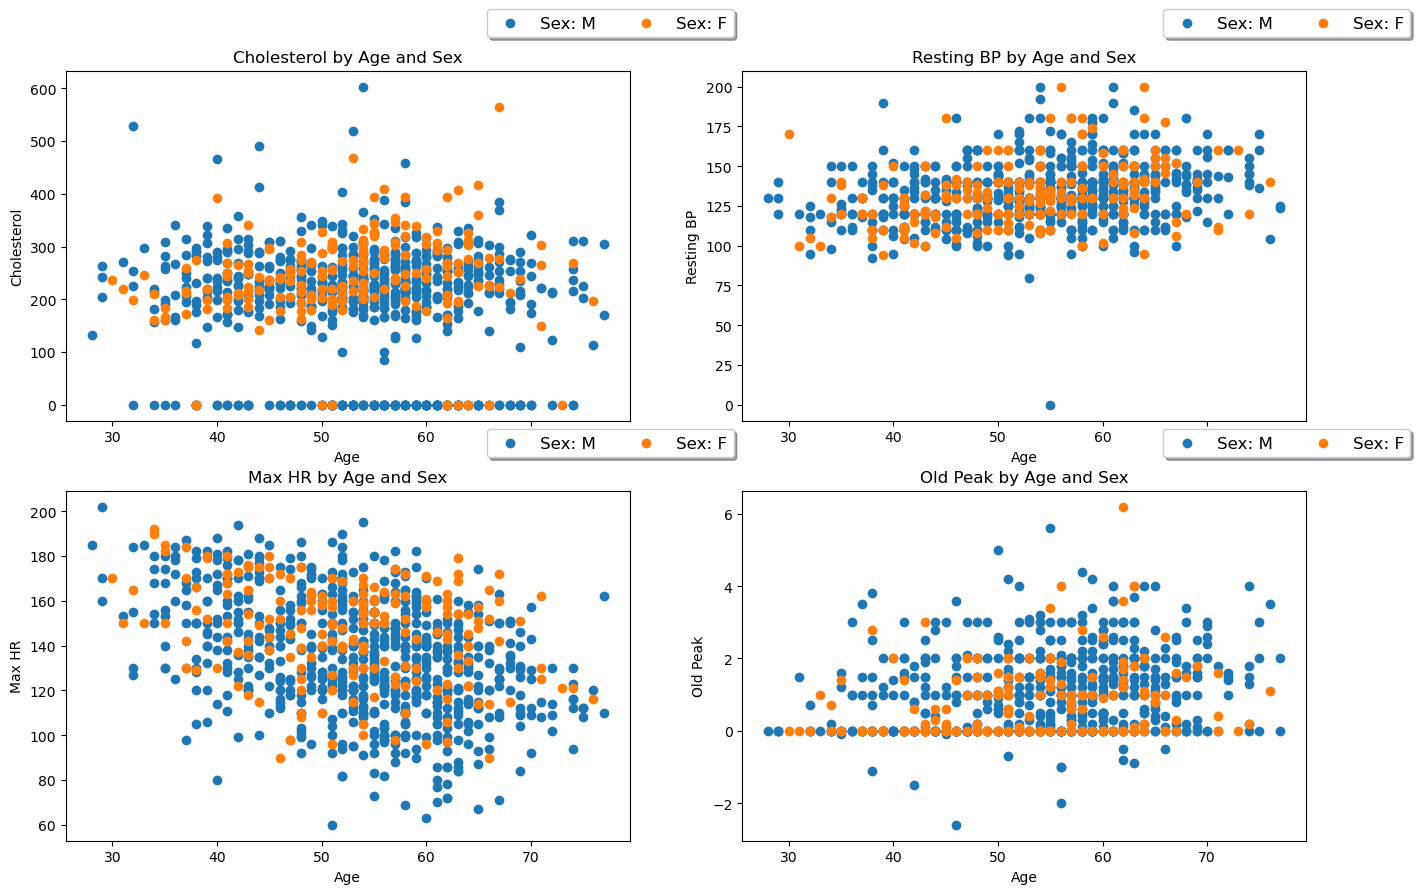 Sex: M Sex: F
Sex: M Sex: F
Cholesterol by Age and Sex
Resting BP by Age and Sex
600
500
400
300
200
100
0
Cholesterol
30 40 50 60 70
Age
200
175
150
125
100
75
50
25
0
Resting BP
30 40 50 60 70
Age
Sex: M Sex: F
Sex: M Sex: F
Max HR by Age and Sex
Old Peak by Age and Sex
200
180
160
140
120
100
80
60
Max HR
30 40 50 60 70
Age
6
4
2
0
−2
Old Peak
30 40 50 60 70
Age